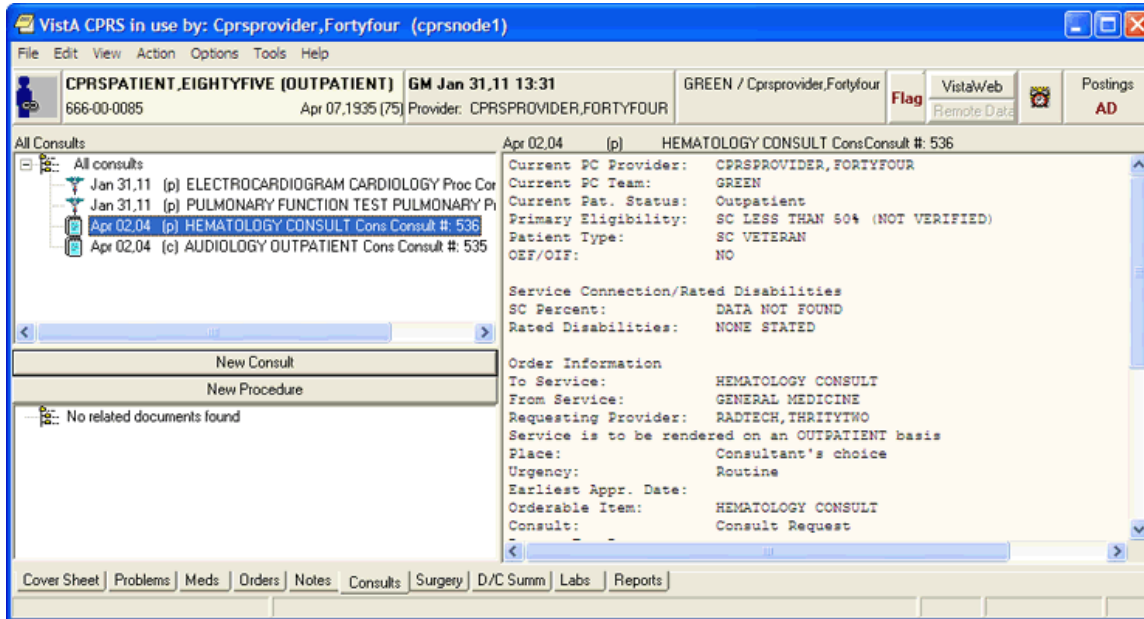 VistA CPRS in use by: Cprsprovider,Fortyfour (cprsnode1)
File Edit View Action Options Tools Help
CPRSPATIENT,EIGHTYFIVE (OUTPATIENT)
666-00-0085 Apr 07,1935 (75)
GM Jan 31,11 13:31
Provider: CPRSPROVIDER,FORTYFOUR
GREEN / Cprsprovider,Fortyfour
Flag
VistaWeb
Remote Data
Postings
AD
All Consults
All consults
Jan 31,11 (p) ELECTROCARDIOGRAM CARDIOLOGY Proc Cor
Jan 31,11 (p) PULMONARY FUNCTION TEST PULMONARY
Apr 02,04 (p) HEMATOLOGY CONSULT Cons Consult #: 536
Apr 02,04 (c) AUDIOLOGY OUTPATIENT Cons Consult #: 535
New Consult
New Procedure
No related documents found
Apr 02,04 (p) HEMATOLOGY CONSULT ConsConsult #: 536
Current PC Provider: CPRSPROVIDER,FORTYFOUR
Current PC Team: GREEN
Current Pat. Status: Outpatient
Primary Eligibility: SC LESS THAN 50% (NOT VERIFIED)
Patient Type: SC VETERAN
OEF/OIF: NO
Service Connection/Rated Disabilities
SC Percent: DATA NOT FOUND
Rated Disabilities: NONE STATED
Order Information
To Service: HEMATOLOGY CONSULT
From Service: GENERAL MEDICINE
Requesting Provider: RADTECH,THRITYTWO
Service is to be rendered on an OUTPATIENT basis
Place: Consultant's choice
Urgency: Routine
Earliest Appr. Date:
Orderable Item: HEMATOLOGY CONSULT
Consult: Consult Request
Cover Sheet Problems Meds Orders Notes Consults Surgery D/C Summ Labs Reports